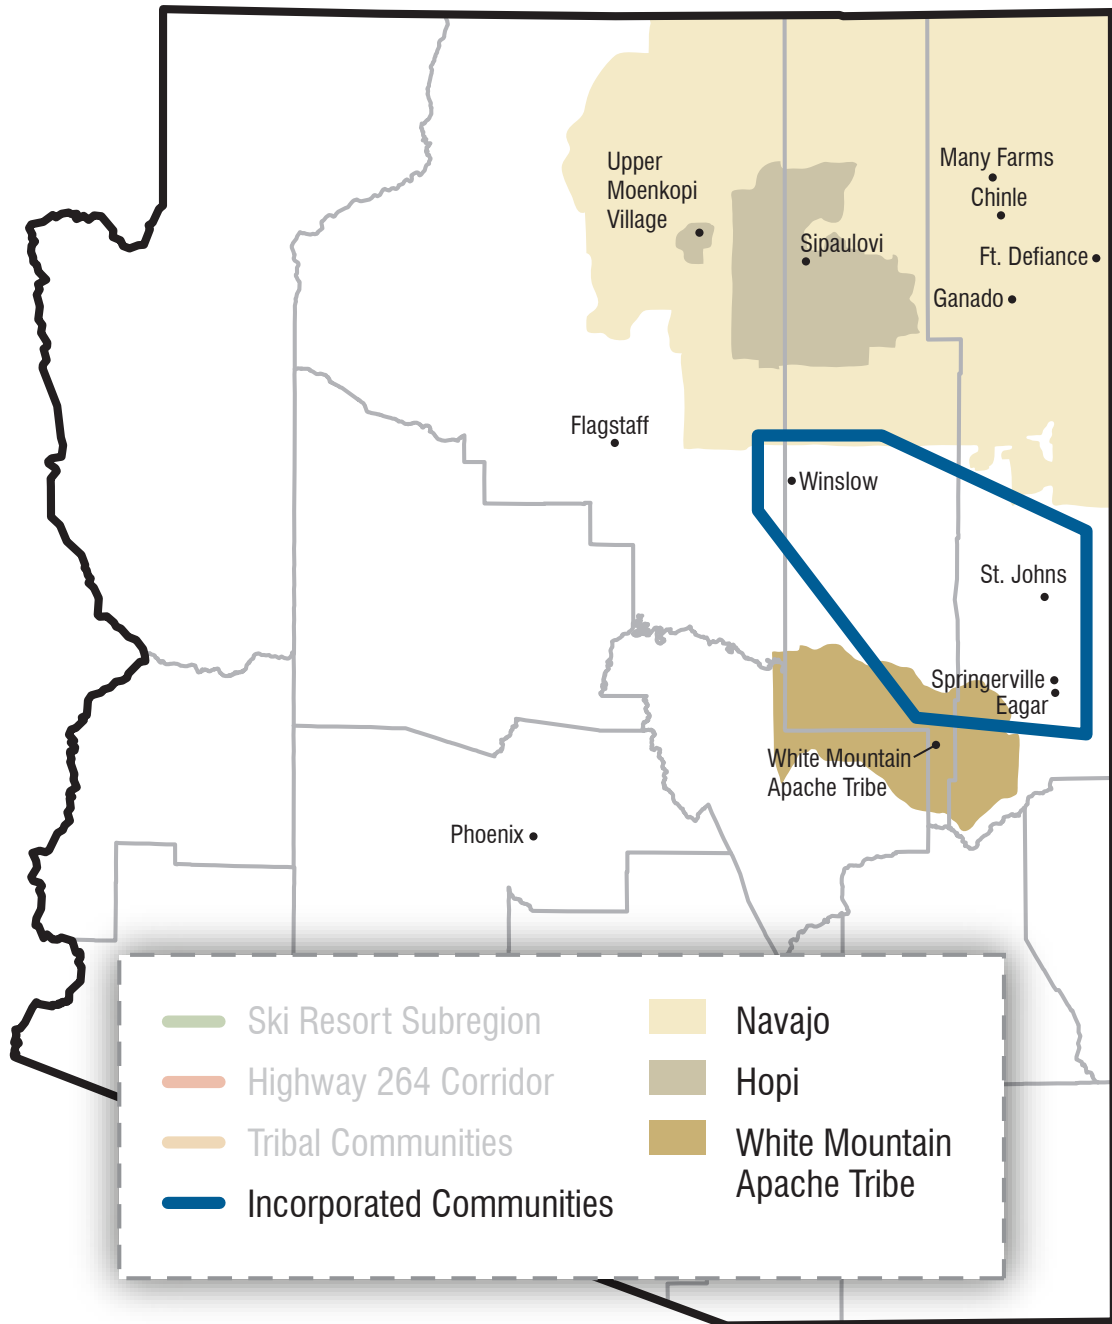 Upper
Moenkopi
Village
Many Farms
Chinle
Sipaulovi
Ft. Defiance
Ganado
Flagstaff
Winslow
St. Johns
Springerville
Eagar
White Mountain
Apache Tribe
Phoenix
Ski Resort Subregion
Highway 264 Corridor
Tribal Communities
Incorporated Communities
Navajo
Hopi
White Mountain
Apache Tribe